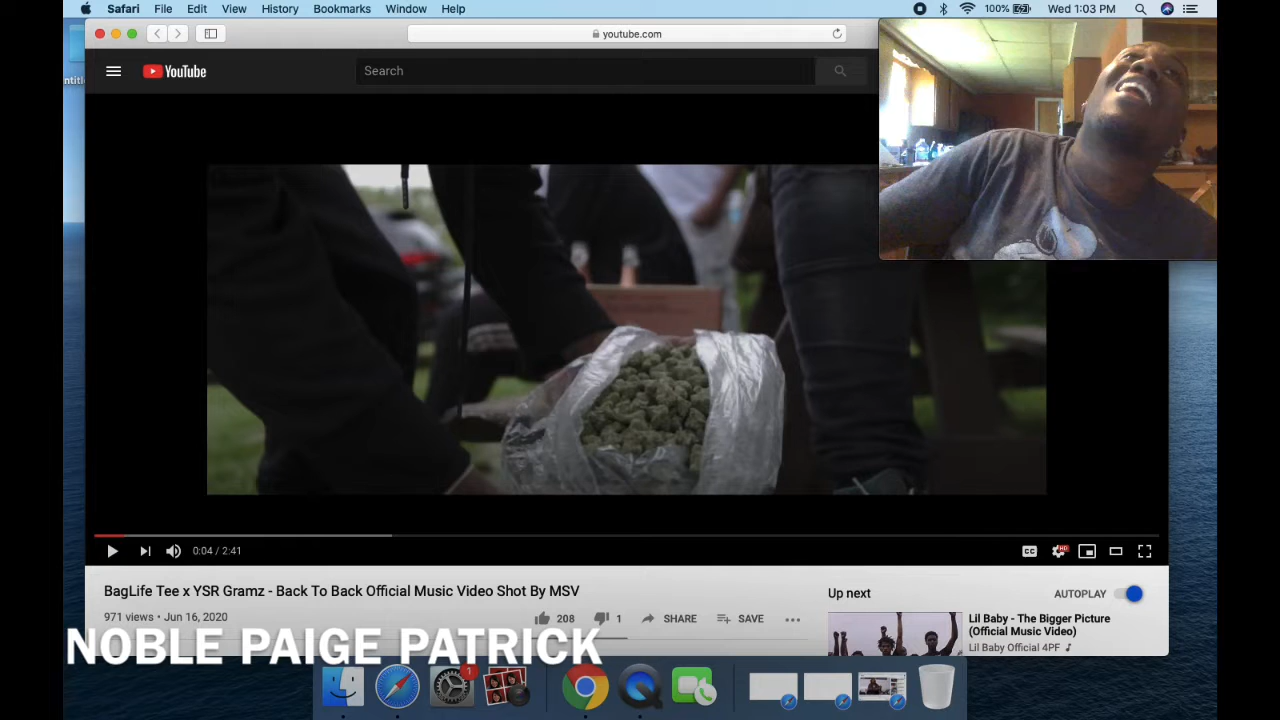 Safari File Edit View History Bookmarks Window Help 100% Wed 1:03 PM
youtube.com
YouTube Search
0:04 / 2:41 CC HD
BagLife Tee x YSR Gramz - Back To Back Official Music Video Shot By MSV
971 views • Jun 16, 2020 208 1 SHARE SAVE
Up next AUTOPLAY
Lil Baby - The Bigger Picture
(Official Music Video)
Lil Baby Official 4PF
NOBLE PAIGE PATRICK
1